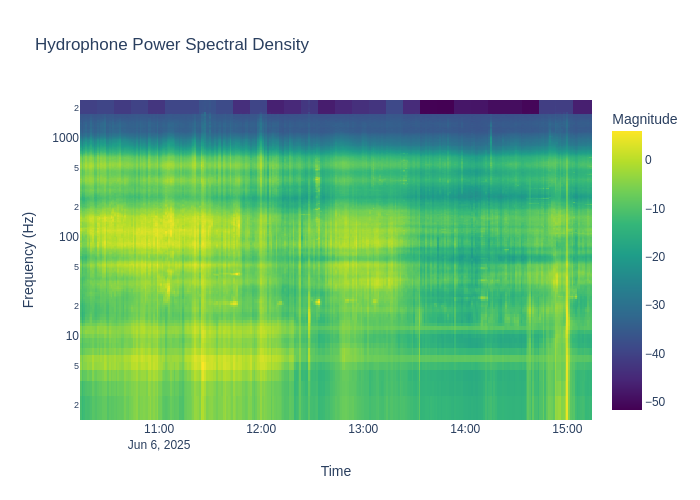 Hydrophone Power Spectral Density
Magnitude
2
1000
5
2
100
5
2
10
5
2
Frequency (Hz)
0
−10
−20
−30
−40
−50
11:00 12:00 13:00 14:00 15:00
Jun 6, 2025
Time